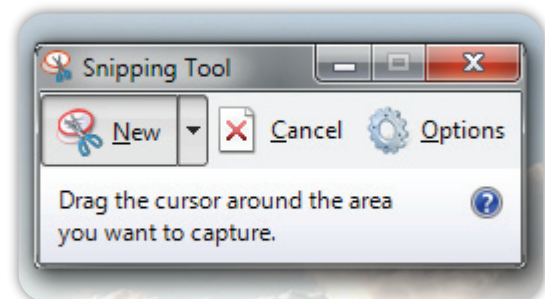 Snipping Tool
New Cancel Options
Drag the cursor around the area
you want to capture.